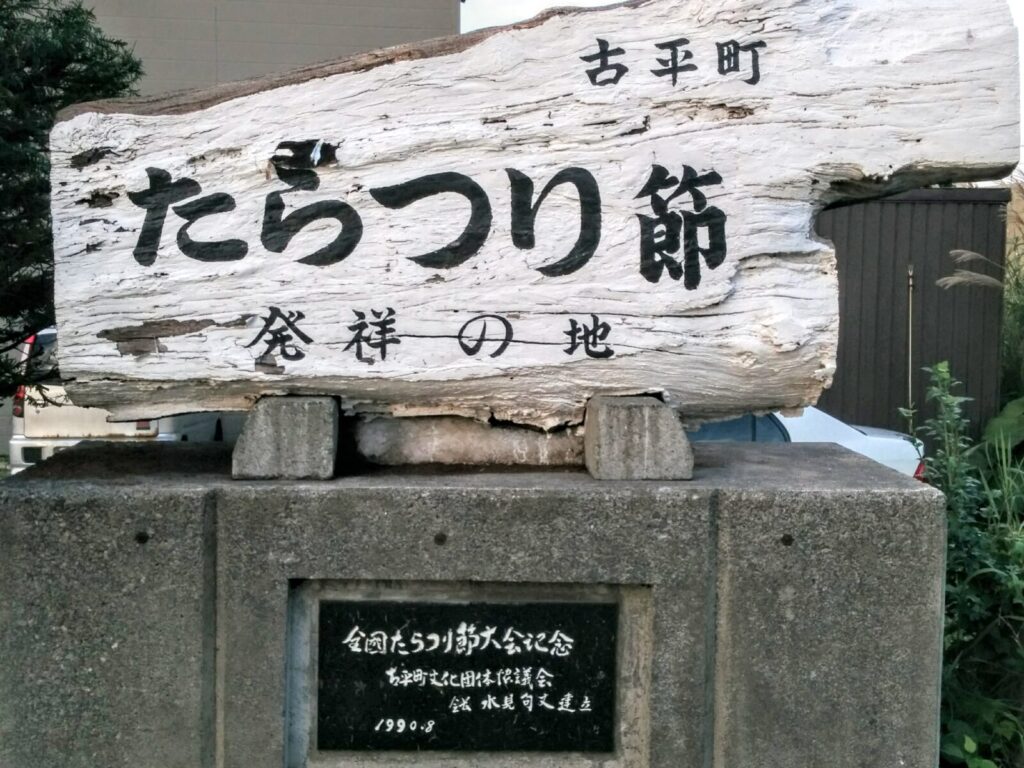 古平町
たらつり節
発祥の地
全国たらつり節大会記念
古平町文化団体協議会
水見句丈建立
1990.8